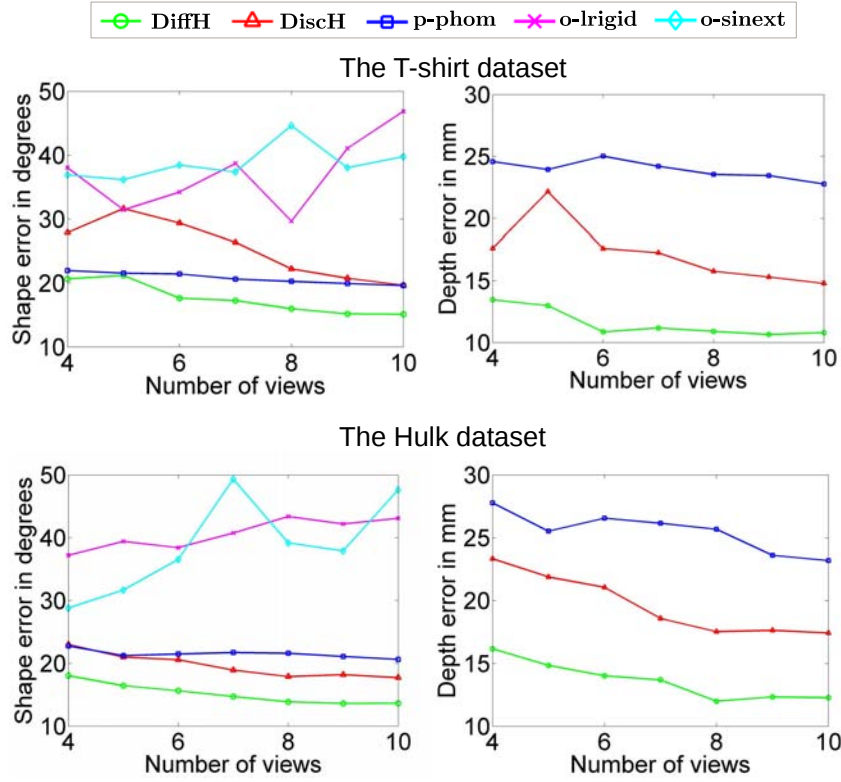 DiffH DiscH p-phom o-lrigid o-sinext
The T-shirt dataset
Shape error in degrees
50
40
30
20
10
4 6 8 10
Number of views
Depth error in mm
30
25
20
15
10
4 6 8 10
Number of views
The Hulk dataset
Shape error in degrees
50
40
30
20
10
4 6 8 10
Number of views
Depth error in mm
30
25
20
15
10
4 6 8 10
Number of views